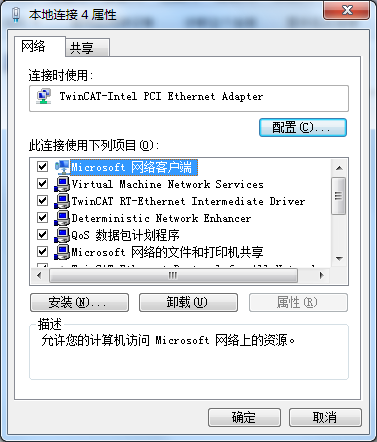 本地连接 4 属性
网络
共享
连接时使用:
TwinCAT-Intel PCI Ethernet Adapter
配置(C)...
此连接使用下列项目(O):
Microsoft 网络客户端
Virtual Machine Network Services
TwinCAT RT-Ethernet Intermediate Driver
Deterministic Network Enhancer
QoS 数据包计划程序
Microsoft 网络的文件和打印机共享
安装(N)...
卸载(U)
属性(R)
描述
允许您的计算机访问 Microsoft 网络上的资源。
确定
取消